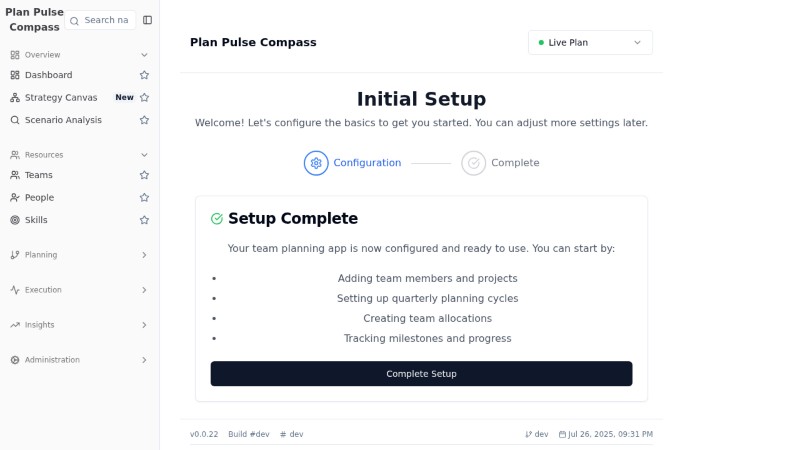 Plan Pulse
Compass
Search na
Overview
Dashboard
Strategy Canvas New
Scenario Analysis
Resources
Teams
People
Skills
Planning
Execution
Insights
Administration
Plan Pulse Compass
Live Plan
Initial Setup
Welcome! Let's configure the basics to get you started. You can adjust more settings later.
Configuration
Complete
Setup Complete
Your team planning app is now configured and ready to use. You can start by:
• Adding team members and projects
• Setting up quarterly planning cycles
• Creating team allocations
• Tracking milestones and progress
Complete Setup
v0.0.22 Build #dev # dev dev Jul 26, 2025, 09:31 PM